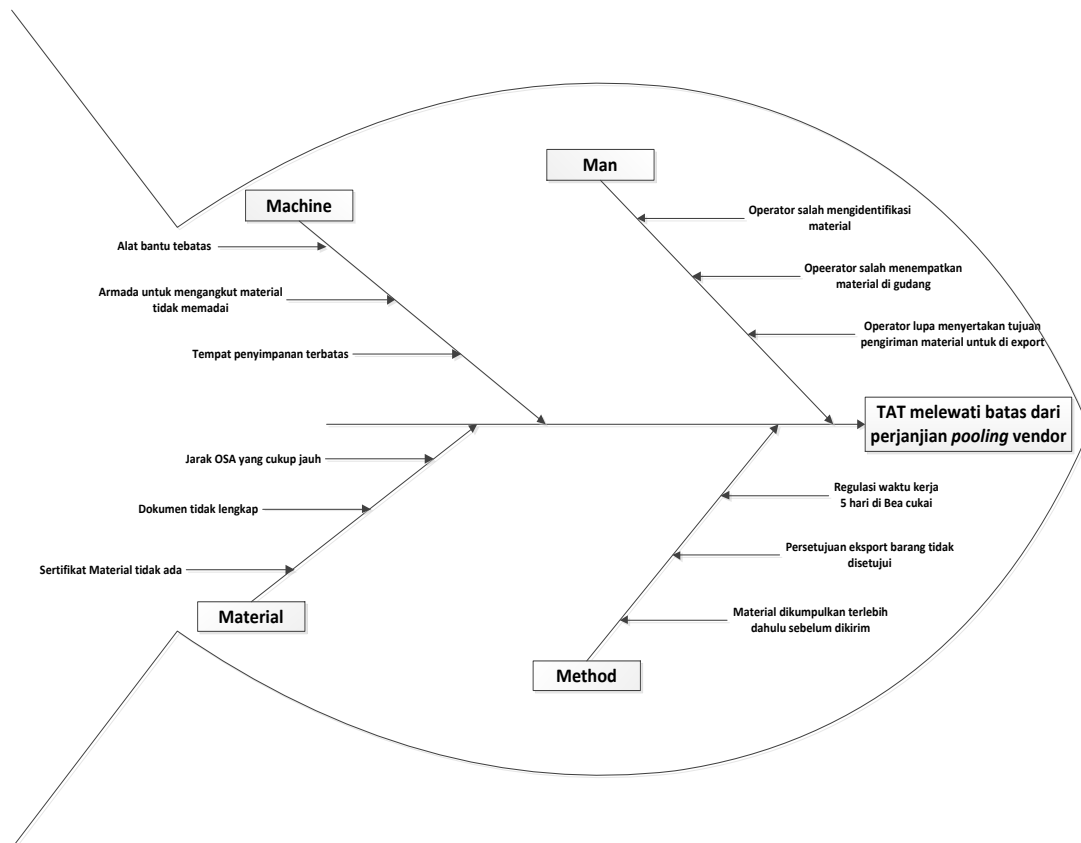 Man
Machine
Operator salah mengidentifikasi
material
Alat bantu tebatas
Opeerator salah menempatkan
material di gudang
Armada untuk mengangkut material
tidak memadai
Operator lupa menyertakan tujuan
pengiriman material untuk di export
Tempat penyimpanan terbatas
TAT melewati batas dari
perjanjian pooling vendor
Jarak OSA yang cukup jauh
Regulasi waktu kerja
5 hari di Bea cukai
Dokumen tidak lengkap
Persetujuan eksport barang tidak
disetujui
Sertifikat Material tidak ada
Material dikumpulkan terlebih
dahulu sebelum dikirim
Material
Method